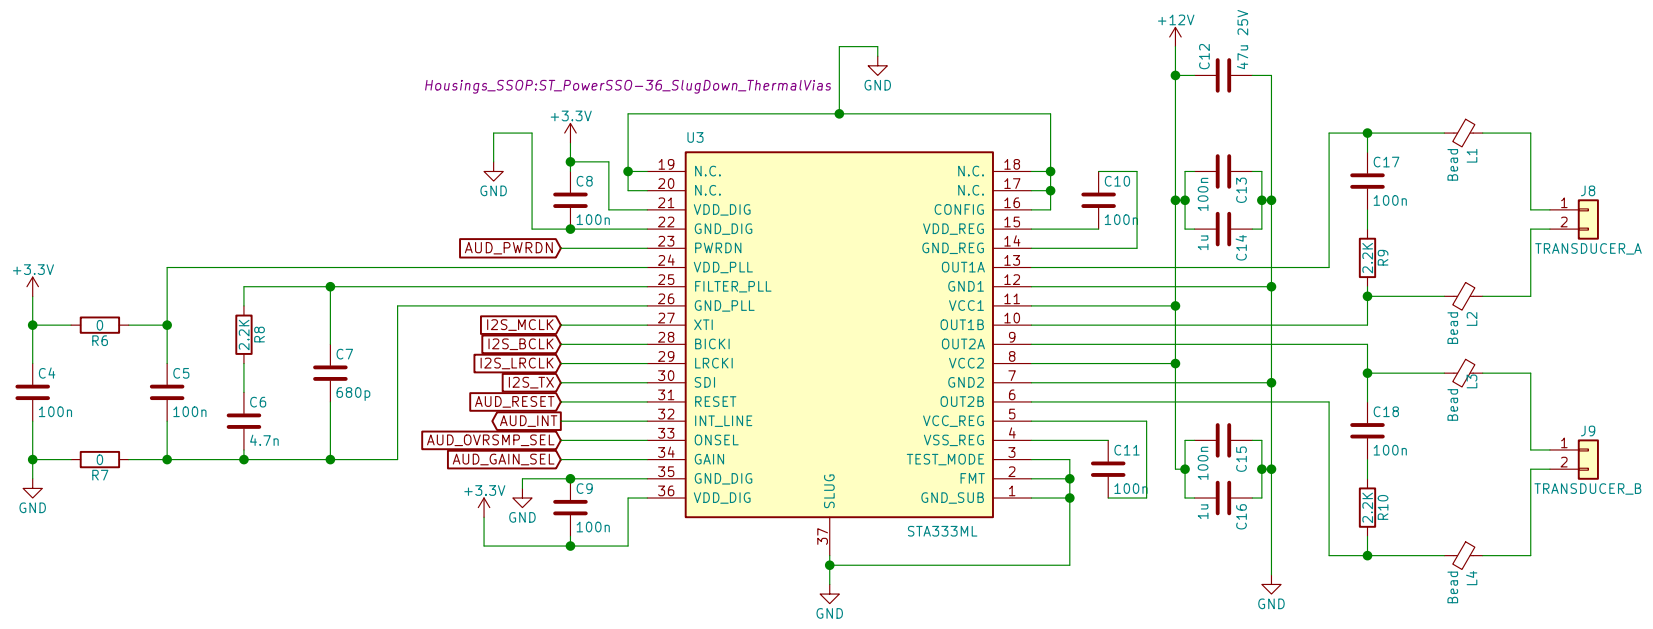 +12V
C12
47u 25V
GND
Housings_SSOP:ST_PowerSSO-36_SlugDown_ThermalVias
+3.3V
GND
C8
100n
U3
STA333ML
19 N.C.
20 N.C.
21 VDD_DIG
22 GND_DIG
23 PWRDN
24 VDD_PLL
25 FILTER_PLL
26 GND_PLL
27 XTI
28 BICKI
29 LRCKI
30 SDI
31 RESET
32 INT_LINE
33 ONSEL
34 GAIN
35 GND_DIG
36 VDD_DIG
N.C. 18
N.C. 17
CONFIG 16
VDD_REG 15
GND_REG 14
OUT1A 13
GND1 12
VCC1 11
OUT1B 10
OUT2A 9
VCC2 8
GND2 7
OUT2B 6
VCC_REG 5
VSS_REG 4
TEST_MODE 3
FMT 2
GND_SUB 1
SLUG
37
GND
AUD_PWRDN
I2S_MCLK
I2S_BCLK
I2S_LRCLK
I2S_TX
AUD_RESET
AUD_INT
AUD_OVRSMP_SEL
AUD_GAIN_SEL
+3.3V
0
R6
C4
100n
C5
100n
2.2K
R8
C6
4.7n
C7
680p
0
R7
GND
+3.3V
GND
C9
100n
C10
100n
C11
100n
100n
C13
1u
C14
100n
C15
1u
C16
GND
C17
100n
2.2K
R9
Bead
L1
Bead
L2
J8
1
2
TRANSDUCER_A
C18
100n
2.2K
R10
Bead
L3
Bead
L4
J9
1
2
TRANSDUCER_B